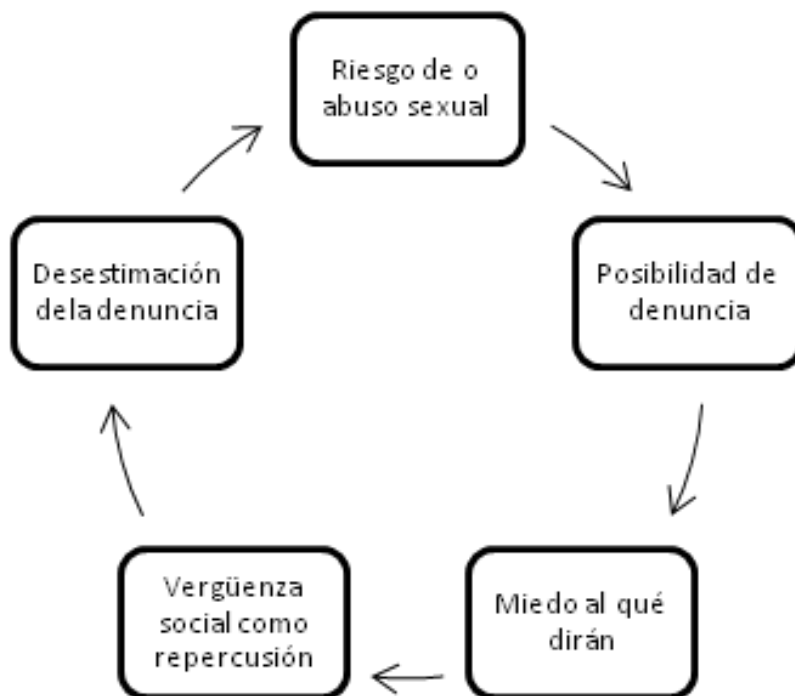 Riesgo de o
abuso sexual
Posibilidad de
denuncia
Miedo al qué
dirán
Vergüenza
social como
repercusión
Desestimación
dela denuncia